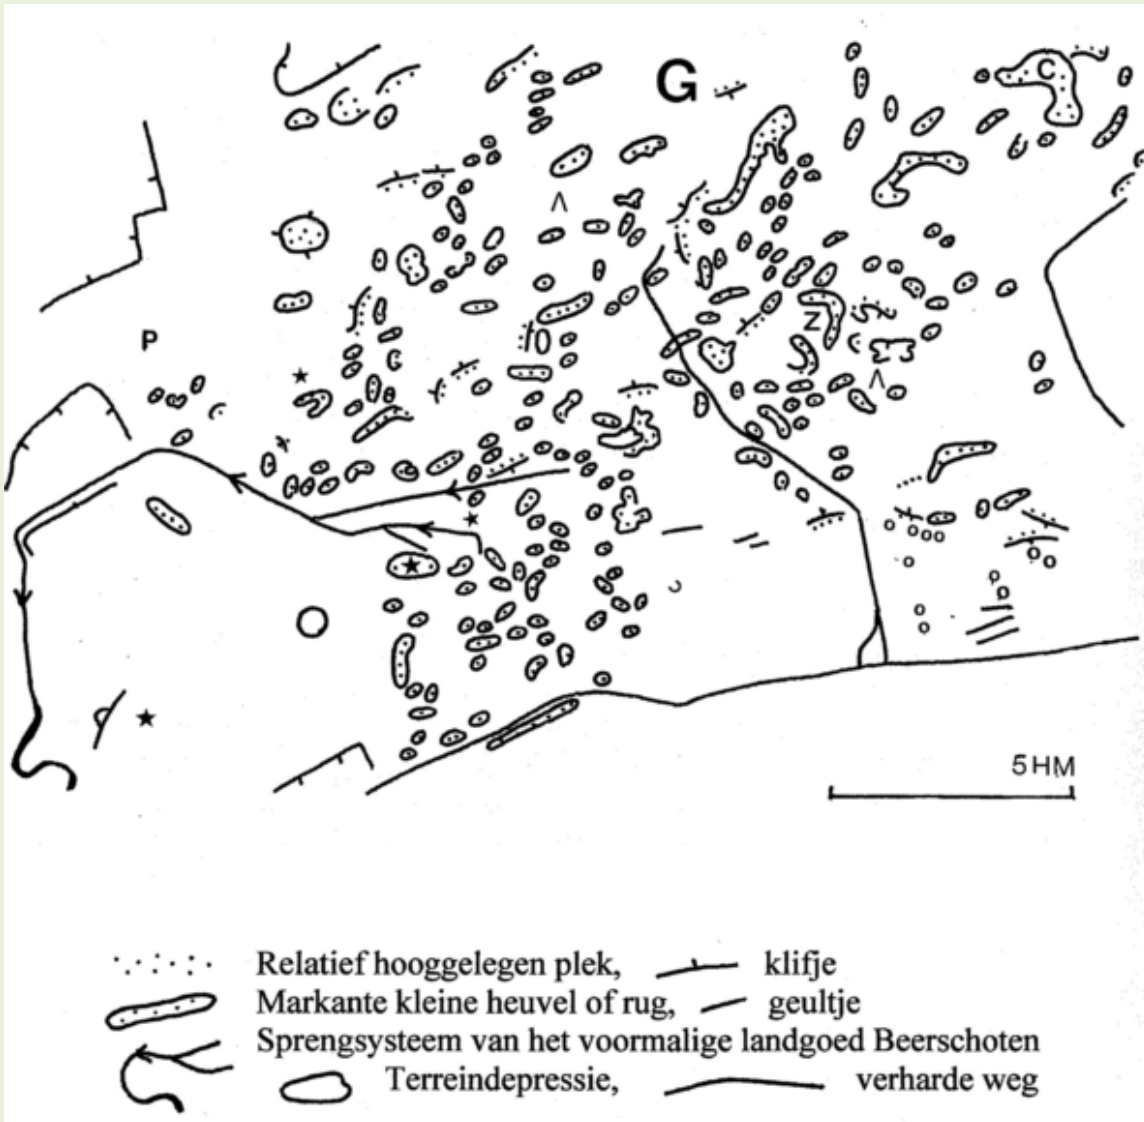 G
C
P
Z
5HM
Relatief hooggelegen plek, klifje
Markante kleine heuvel of rug, geultje
Sprengsysteem van het voormalige landgoed Beerschoten
Terreindepressie, verharde weg